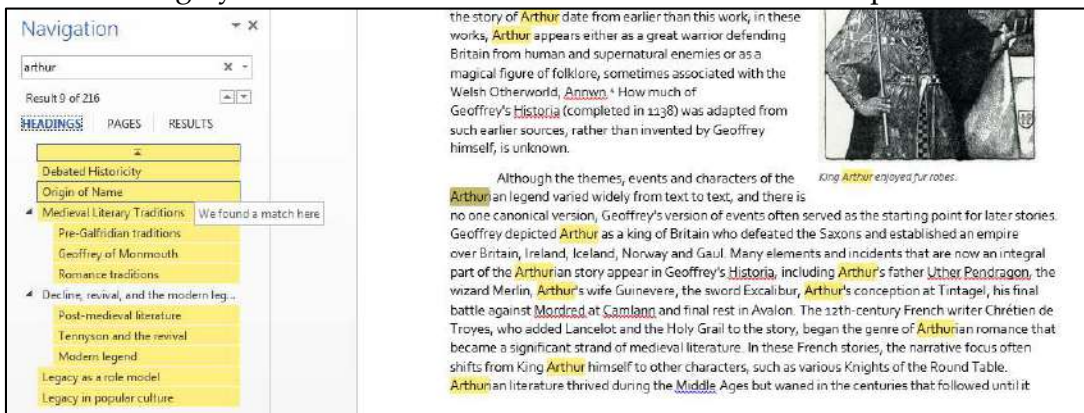 Navigation
arthur
Result 9 of 216
HEADINGS PAGES RESULTS
Debated Historicity
Origin of Name
Medieval Literary Traditions
We found a match here
Pre-Galfridian traditions
Geoffrey of Monmouth
Romance traditions
Decline, revival, and the modern leg...
Post-medieval literature
Tennyson and the revival
Modern legend
Legacy as a role model
Legacy in popular culture
the story of Arthur date from earlier than this work, in these
works, Arthur appears either as a great warrior defending
Britain from human and supernatural enemies or as a
magical figure of folklore, sometimes associated with the
Welsh Otherworld, Annwn. How much of
Geoffrey's Historia (completed in 1138) was adapted from
such earlier sources, rather than invented by Geoffrey
himself, is unknown.
King Arthur enjoyed fur robes.
Although the themes, events and characters of the
Arthurian legend varied widely from text to text, and there is
no one canonical version, Geoffrey's version of events often served as the starting point for later stories.
Geoffrey depicted Arthur as a king of Britain who defeated the Saxons and established an empire
over Britain, Ireland, Iceland, Norway and Gaul. Many elements and incidents that are now an integral
part of the Arthurian story appear in Geoffrey's Historia, including Arthur's father Uther Pendragon, the
wizard Merlin, Arthur's wife Guinevere, the sword Excalibur, Arthur's conception at Tintagel, his final
battle against Mordred at Camlann and final rest in Avalon. The 12th-century French writer Chrétien de
Troyes, who added Lancelot and the Holy Grail to the story, began the genre of Arthurian romance that
became a significant strand of medieval literature. In these French stories, the narrative focus often
shifts from King Arthur himself to other characters, such as various Knights of the Round Table.
Arthurian literature thrived during the Middle Ages but waned in the centuries that followed until it